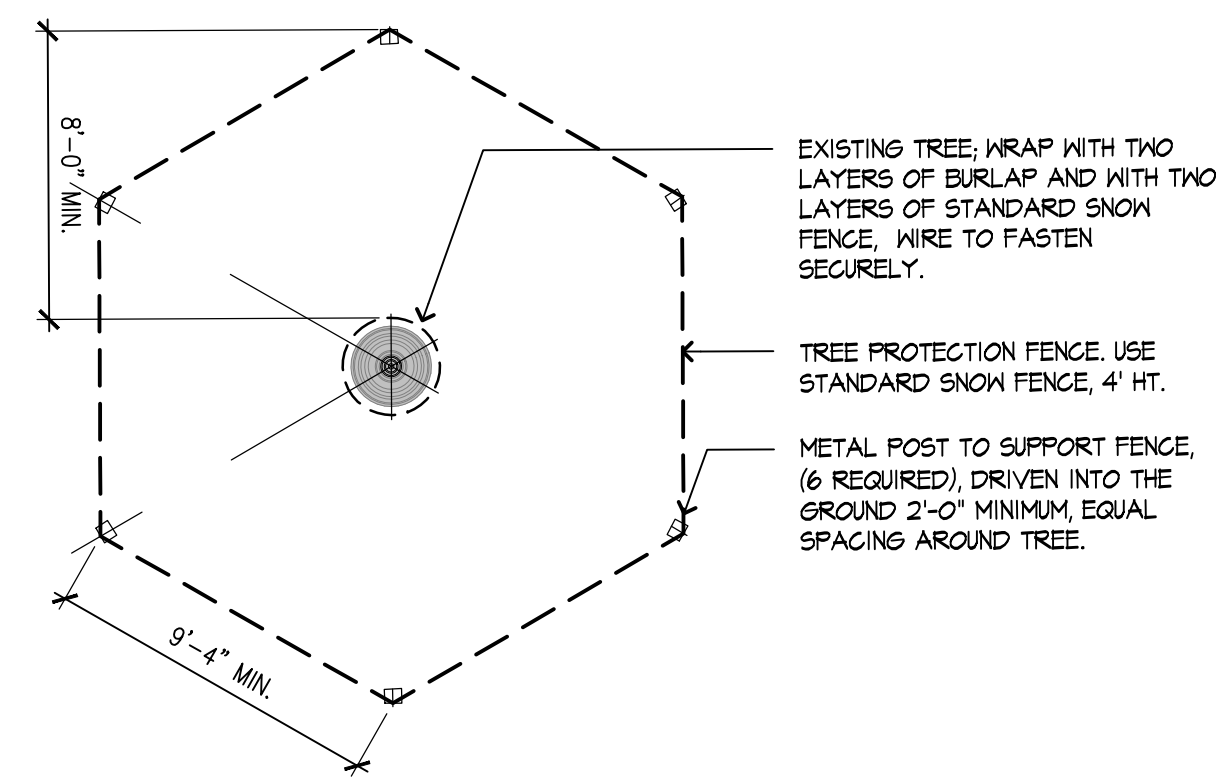 8'-0" MIN.
EXISTING TREE; WRAP WITH TWO
LAYERS OF BURLAP AND WITH TWO
LAYERS OF STANDARD SNOW
FENCE, WIRE TO FASTEN
SECURELY.
TREE PROTECTION FENCE. USE
STANDARD SNOW FENCE, 4' HT.
METAL POST TO SUPPORT FENCE,
(6 REQUIRED), DRIVEN INTO THE
GROUND 2'-0" MINIMUM, EQUAL
SPACING AROUND TREE.
9'-4" MIN.